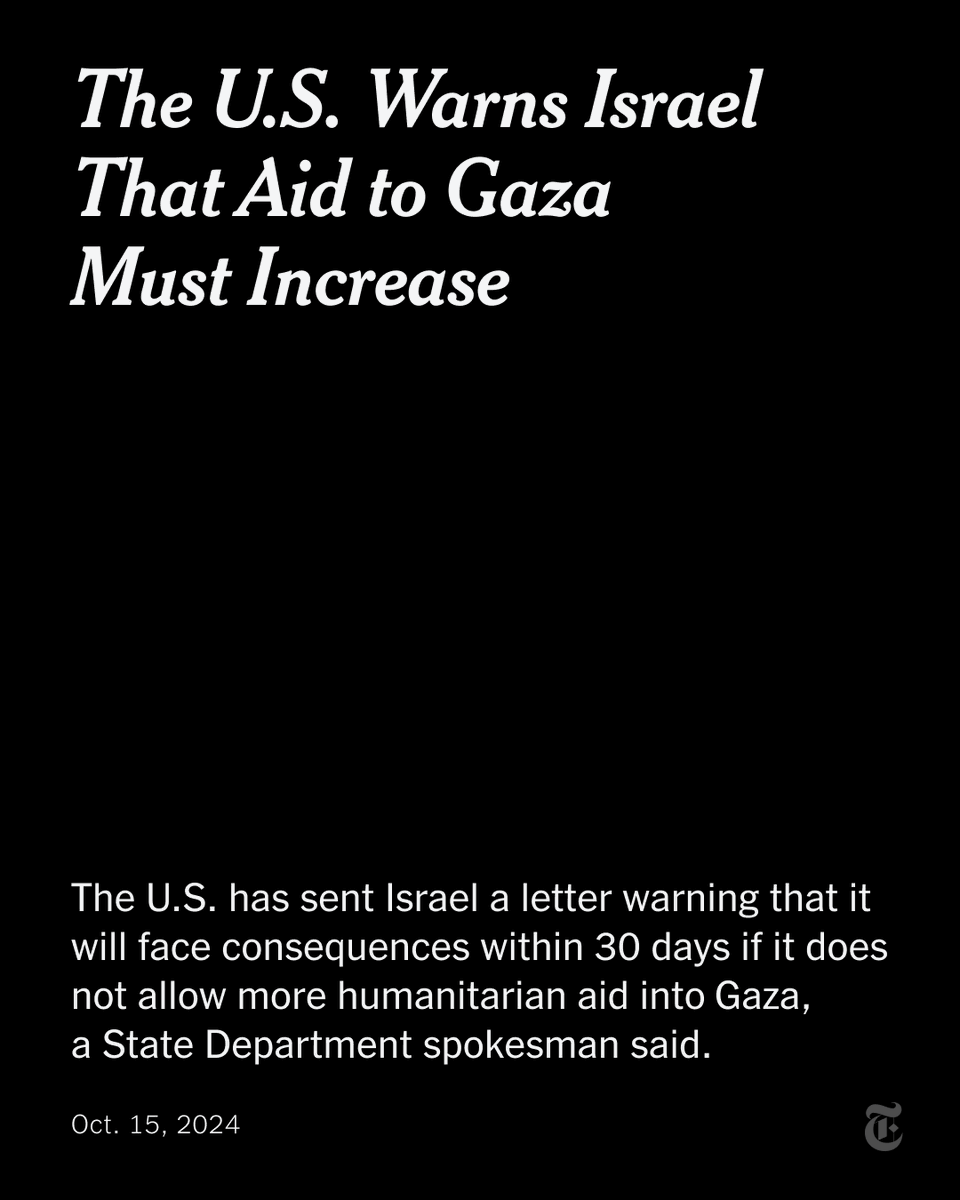 The U.S. Warns Israel
That Aid to Gaza
Must Increase
The U.S. has sent Israel a letter warning that it
will face consequences within 30 days if it does
not allow more humanitarian aid into Gaza,
a State Department spokesman said.
Oct. 15, 2024
T